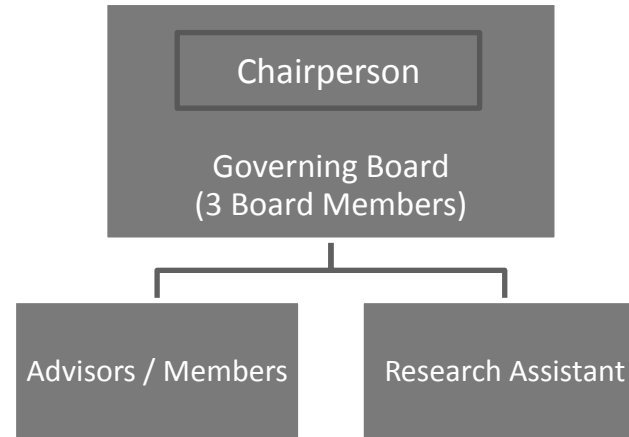 Chairperson
Governing Board
(3 Board Members)
Advisors / Members
Research Assistant